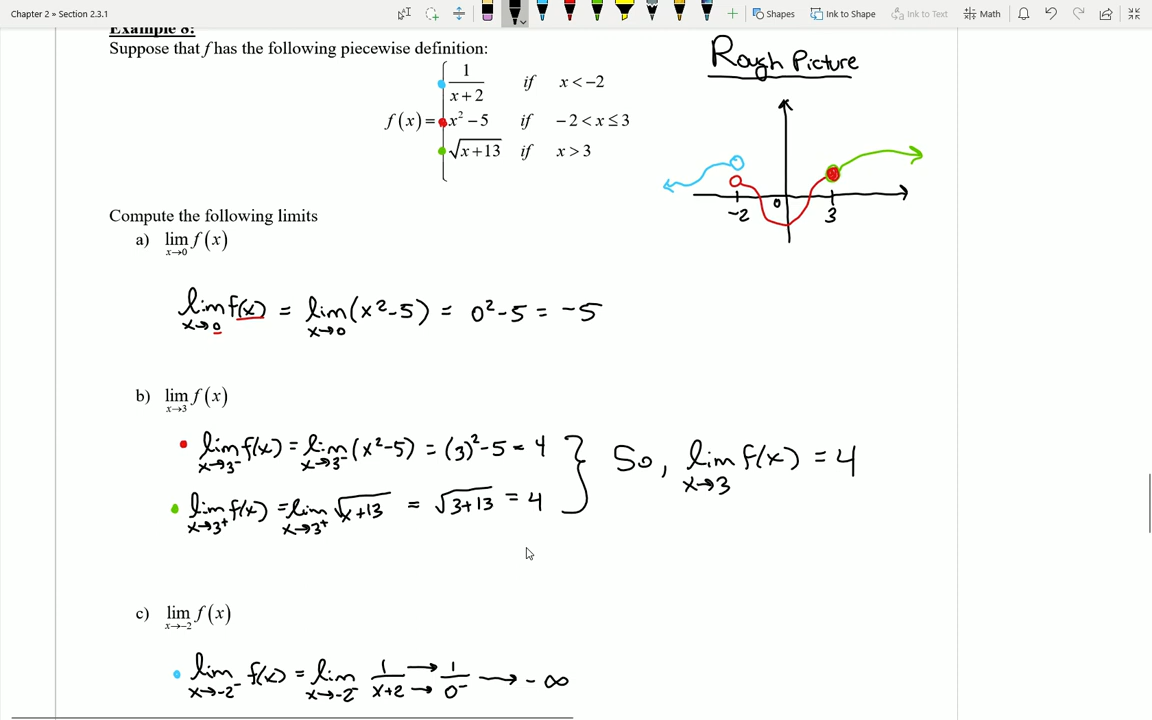 Chapter 2 » Section 2.3.1
Shapes
Ink to Shape
Ink to Text
Math
Example 8:
Suppose that f has the following piecewise definition:
f(x) = { 1/(x+2) if x < −2
x² − 5 if −2 < x ≤ 3
√(x+13) if x > 3
Rough Picture
−2 0 3
Compute the following limits
a) lim x→0 f(x)
lim x→0 f(x) = lim x→0 (x²−5) = 0²−5 = −5
b) lim x→3 f(x)
• lim x→3⁻ f(x) = lim x→3⁻ (x²−5) = (3)²−5 = 4
• lim x→3⁺ f(x) = lim x→3⁺ √(x+13) = √(3+13) = 4
} So, lim x→3 f(x) = 4
c) lim x→−2 f(x)
• lim x→−2⁻ f(x) = lim x→−2⁻ 1/(x+2) → 1/0⁻ → −∞